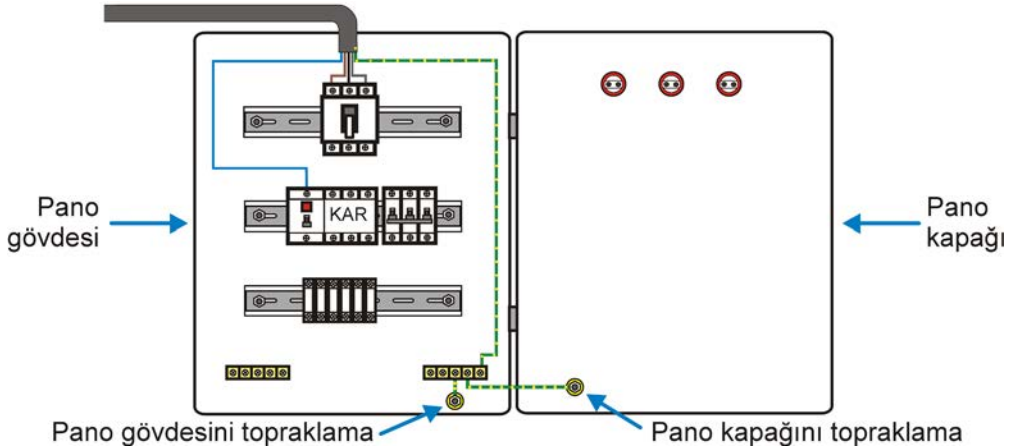 KAR
Pano
gövdesi
Pano
kapağı
Pano gövdesini topraklama
Pano kapağını topraklama